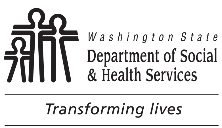 Washington State
Department of Social
& Health Services
Transforming lives